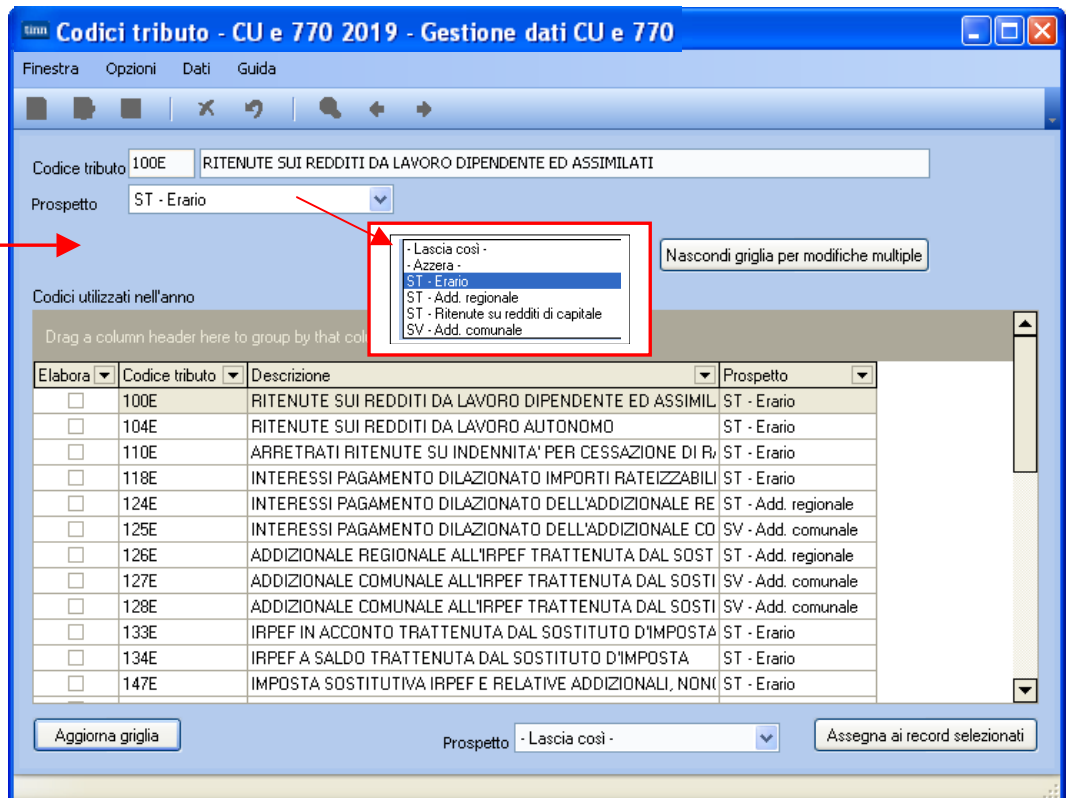 tinn Codici tributo - CU e 770 2019 - Gestione dati CU e 770
Finestra Opzioni Dati Guida
Codice tributo 100E RITENUTE SUI REDDITI DA LAVORO DIPENDENTE ED ASSIMILATI
Prospetto ST - Erario
- Lascia così -
- Azzera -
ST - Erario
ST - Add. regionale
ST - Ritenute su redditi di capitale
SV - Add. comunale
Nascondi griglia per modifiche multiple
Codici utilizzati nell'anno
Drag a column header here to group by that col
Elabora Codice tributo Descrizione Prospetto
100E RITENUTE SUI REDDITI DA LAVORO DIPENDENTE ED ASSIMIL ST - Erario
104E RITENUTE SUI REDDITI DA LAVORO AUTONOMO ST - Erario
110E ARRETRATI RITENUTE SU INDENNITA' PER CESSAZIONE DI R ST - Erario
118E INTERESSI PAGAMENTO DILAZIONATO IMPORTI RATEIZZABILI ST - Erario
124E INTERESSI PAGAMENTO DILAZIONATO DELL'ADDIZIONALE RE ST - Add. regionale
125E INTERESSI PAGAMENTO DILAZIONATO DELL'ADDIZIONALE CO SV - Add. comunale
126E ADDIZIONALE REGIONALE ALL'IRPEF TRATTENUTA DAL SOST ST - Add. regionale
127E ADDIZIONALE COMUNALE ALL'IRPEF TRATTENUTA DAL SOSTI SV - Add. comunale
128E ADDIZIONALE COMUNALE ALL'IRPEF TRATTENUTA DAL SOSTI SV - Add. comunale
133E IRPEF IN ACCONTO TRATTENUTA DAL SOSTITUTO D'IMPOSTA ST - Erario
134E IRPEF A SALDO TRATTENUTA DAL SOSTITUTO D'IMPOSTA ST - Erario
147E IMPOSTA SOSTITUTIVA IRPEF E RELATIVE ADDIZIONALI, NON ST - Erario
Aggiorna griglia Prospetto - Lascia così - Assegna ai record selezionati